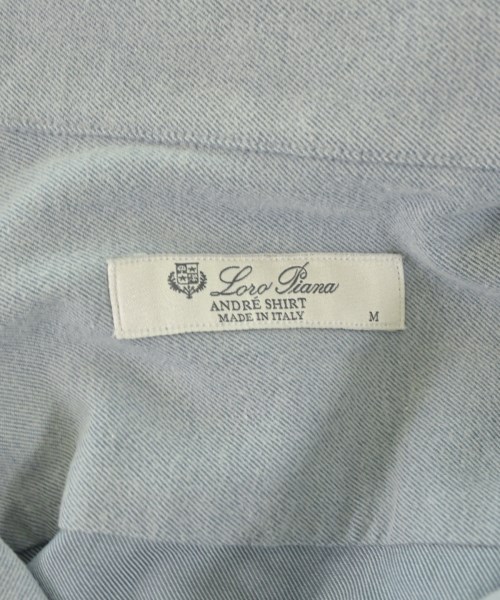 Loro Piana
ANDRÉ SHIRT
MADE IN ITALY
M